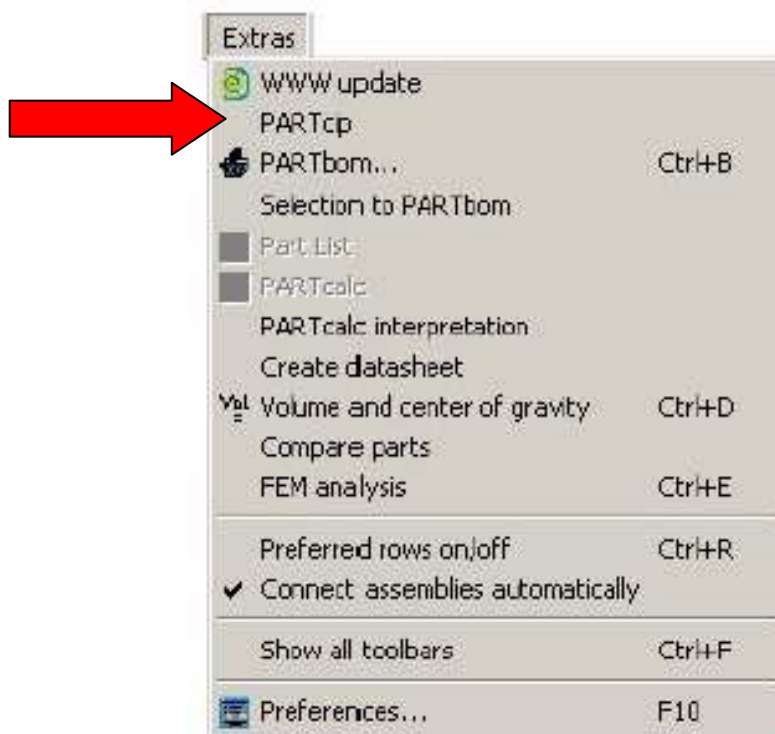 Extras
WWW update
PARTcp
PARTbom... Ctrl+B
Selection to PARTbom
Part List
PARTcalc
PARTcalc interpretation
Create datasheet
Vol Volume and center of gravity Ctrl+D
Compare parts
FEM analysis Ctrl+E
Preferred rows on/off Ctrl+R
Connect assemblies automatically
Show all toolbars Ctrl+F
Preferences... F10